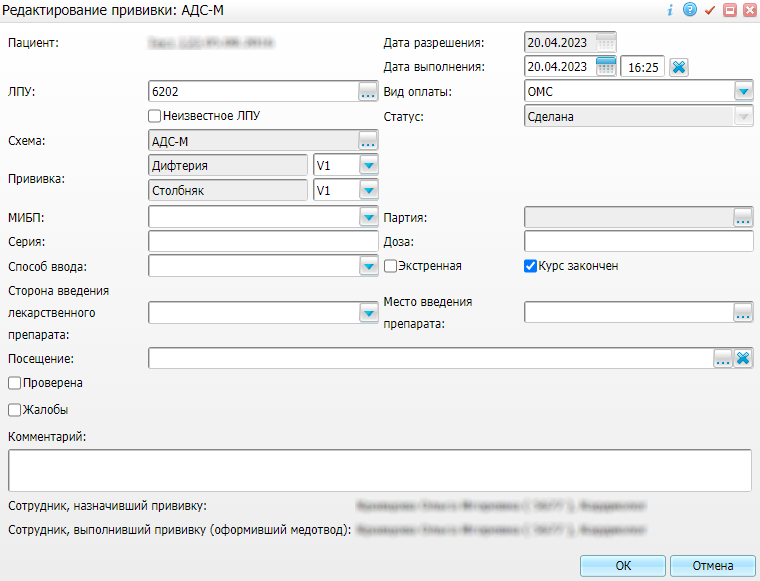 Редактирование прививки: АДС-М
Пациент:
Дата разрешения: 20.04.2023
Дата выполнения: 20.04.2023 16:25
ЛПУ: 6202 ... Вид оплаты: ОМС
Неизвестное ЛПУ Статус: Сделана
Схема: АДС-М ...
Прививка: Дифтерия V1
Столбняк V1
МИБП: Партия: ...
Серия: Доза:
Способ ввода: Экстренная Курс закончен
Сторона введения
лекарственного
препарата:
Место введения
препарата: ...
Посещение: ...
Проверена
Жалобы
Комментарий:
Сотрудник, назначивший прививку:
Сотрудник, выполнивший прививку (оформивший медотвод):
ОК Отмена